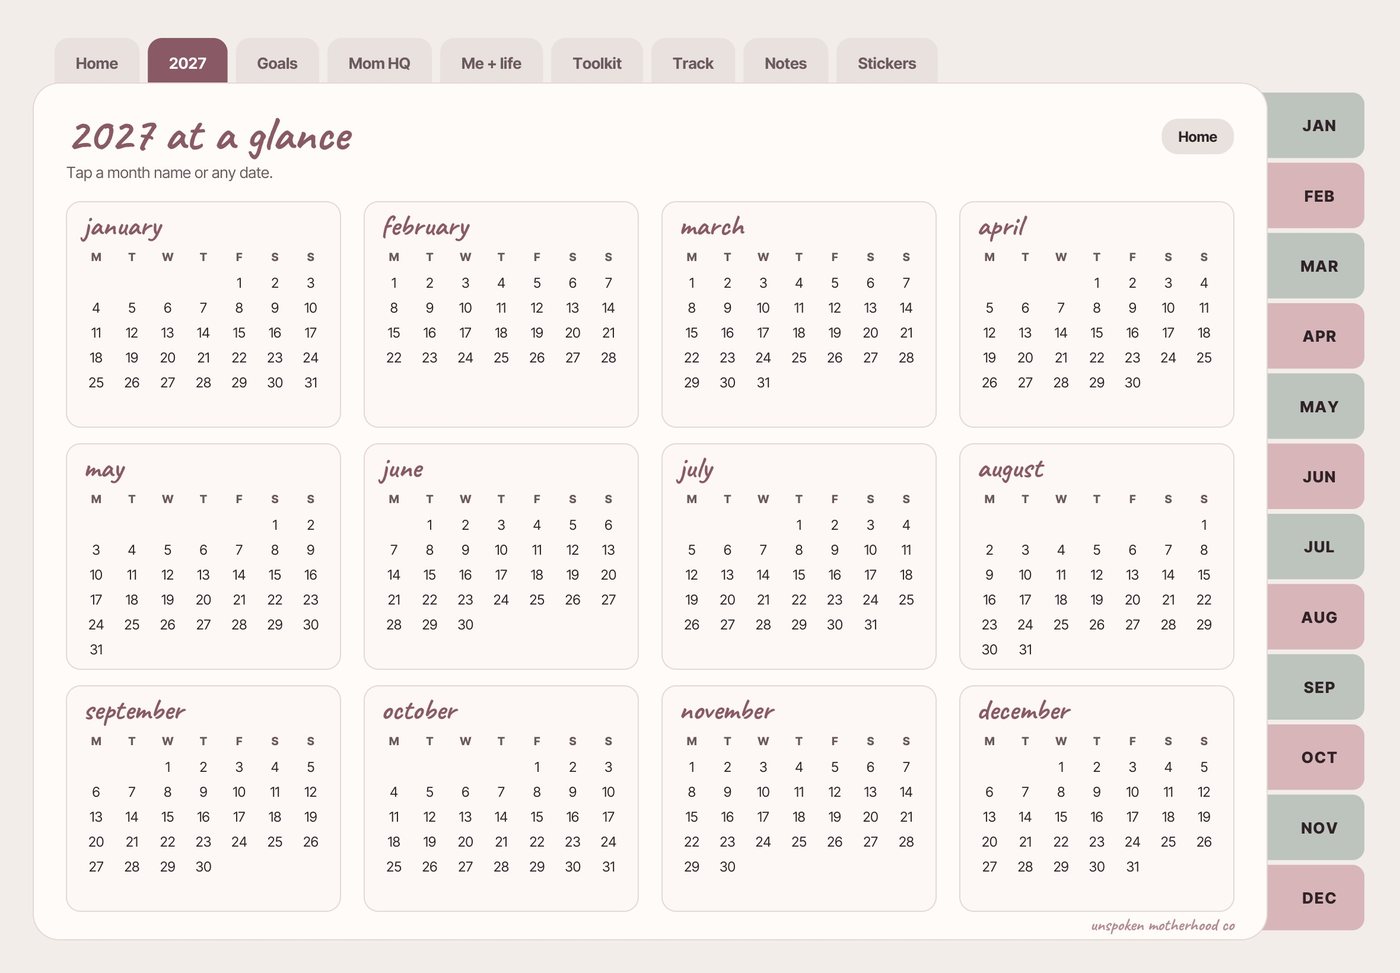 Home 2027 Goals Mom HQ Me + life Toolkit Track Notes Stickers
2027 at a glance
Home
Tap a month name or any date.
january
M T W T F S S
1 2 3
4 5 6 7 8 9 10
11 12 13 14 15 16 17
18 19 20 21 22 23 24
25 26 27 28 29 30 31
february
M T W T F S S
1 2 3 4 5 6 7
8 9 10 11 12 13 14
15 16 17 18 19 20 21
22 23 24 25 26 27 28
march
M T W T F S S
1 2 3 4 5 6 7
8 9 10 11 12 13 14
15 16 17 18 19 20 21
22 23 24 25 26 27 28
29 30 31
april
M T W T F S S
1 2 3 4
5 6 7 8 9 10 11
12 13 14 15 16 17 18
19 20 21 22 23 24 25
26 27 28 29 30
may
M T W T F S S
1 2
3 4 5 6 7 8 9
10 11 12 13 14 15 16
17 18 19 20 21 22 23
24 25 26 27 28 29 30
31
june
M T W T F S S
1 2 3 4 5 6
7 8 9 10 11 12 13
14 15 16 17 18 19 20
21 22 23 24 25 26 27
28 29 30
july
M T W T F S S
1 2 3 4
5 6 7 8 9 10 11
12 13 14 15 16 17 18
19 20 21 22 23 24 25
26 27 28 29 30 31
august
M T W T F S S
1
2 3 4 5 6 7 8
9 10 11 12 13 14 15
16 17 18 19 20 21 22
23 24 25 26 27 28 29
30 31
september
M T W T F S S
1 2 3 4 5
6 7 8 9 10 11 12
13 14 15 16 17 18 19
20 21 22 23 24 25 26
27 28 29 30
october
M T W T F S S
1 2 3
4 5 6 7 8 9 10
11 12 13 14 15 16 17
18 19 20 21 22 23 24
25 26 27 28 29 30 31
november
M T W T F S S
1 2 3 4 5 6 7
8 9 10 11 12 13 14
15 16 17 18 19 20 21
22 23 24 25 26 27 28
29 30
december
M T W T F S S
1 2 3 4 5
6 7 8 9 10 11 12
13 14 15 16 17 18 19
20 21 22 23 24 25 26
27 28 29 30 31
unspoken motherhood co
JAN
FEB
MAR
APR
MAY
JUN
JUL
AUG
SEP
OCT
NOV
DEC